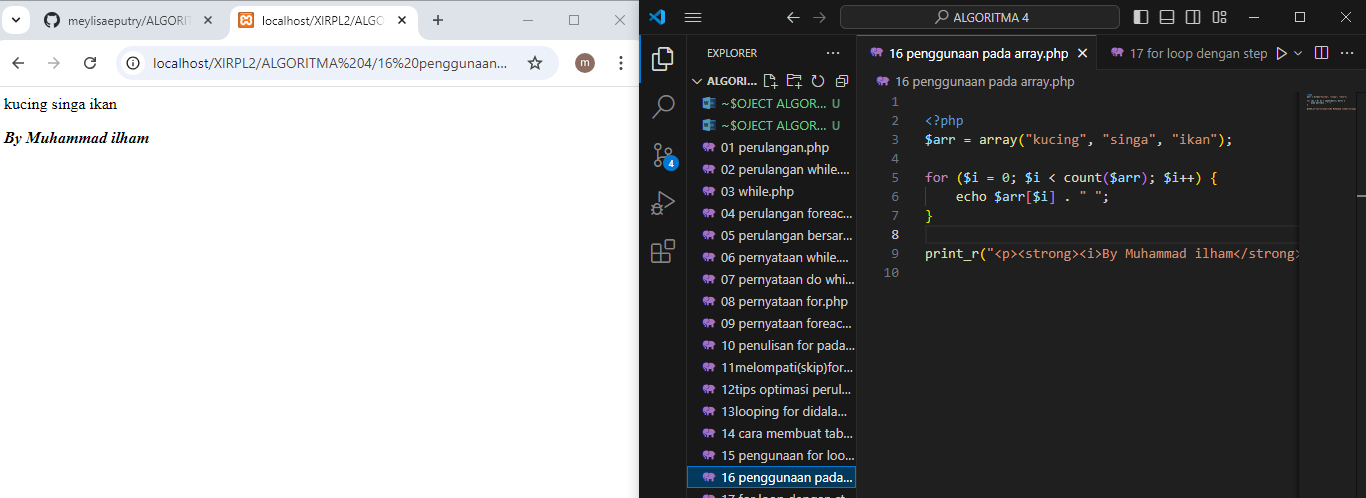 meylisaeputry/ALGORIT
localhost/XIRPL2/ALGO
localhost/XIRPL2/ALGORITMA%204/16%20penggunaan...
m
kucing singa ikan
By Muhammad ilham
ALGORITMA 4
EXPLORER
ALGORI...
~$OJECT ALGOR... U
~$OJECT ALGOR... U
01 perulangan.php
02 perulangan while....
03 while.php
04 perulangan foreac...
05 perulangan bersar...
06 pernyataan while....
07 pernyataan do whi...
08 pernyataan for.php
09 pernyataan foreac...
10 penulisan for pada...
11melompati(skip)for...
12tips optimasi perul...
13looping for didala...
14 cara membuat tab...
15 pengunaan for loo...
16 penggunaan pada...
17 for loop dengan st...
4
16 penggunaan pada array.php
17 for loop dengan step
16 penggunaan pada array.php
1
2 <?php
3 $arr = array("kucing", "singa", "ikan");
4
5 for ($i = 0; $i < count($arr); $i++) {
6 echo $arr[$i] . " ";
7 }
8
9 print_r("<p><strong><i>By Muhammad ilham</strong>
10